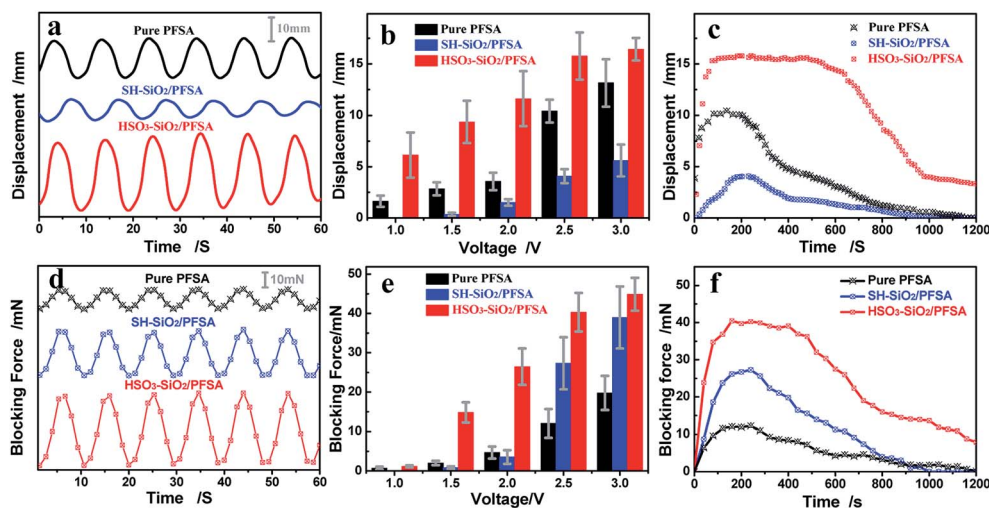 a
Pure PFSA
10mm
SH-SiO₂/PFSA
HSO₃-SiO₂/PFSA
Displacement /mm
0 10 20 30 40 50 60
Time /S
b
Pure PFSA
SH-SiO₂/PFSA
HSO₃-SiO₂/PFSA
Displacement /mm
15
10
5
0
1.0 1.5 2.0 2.5 3.0
Voltage /V
c
Pure PFSA
SH-SiO₂/PFSA
HSO₃-SiO₂/PFSA
Displacement /mm
15
10
5
0
0 200 400 600 800 1000 1200
Time /S
d
Pure PFSA
10mN
SH-SiO₂/PFSA
HSO₃-SiO₂/PFSA
Blocking Force /mN
0 10 20 30 40 50 60
Time /S
e
Pure PFSA
SH-SiO₂/PFSA
HSO₃-SiO₂/PFSA
Blocking Force/mN
50
40
30
20
10
0
1.0 1.5 2.0 2.5 3.0
Voltage/V
f
Pure PFSA
SH-SiO₂/PFSA
HSO₃-SiO₂/PFSA
Blocking force /mN
50
40
30
20
10
0
0 200 400 600 800 1000 1200
Time /s